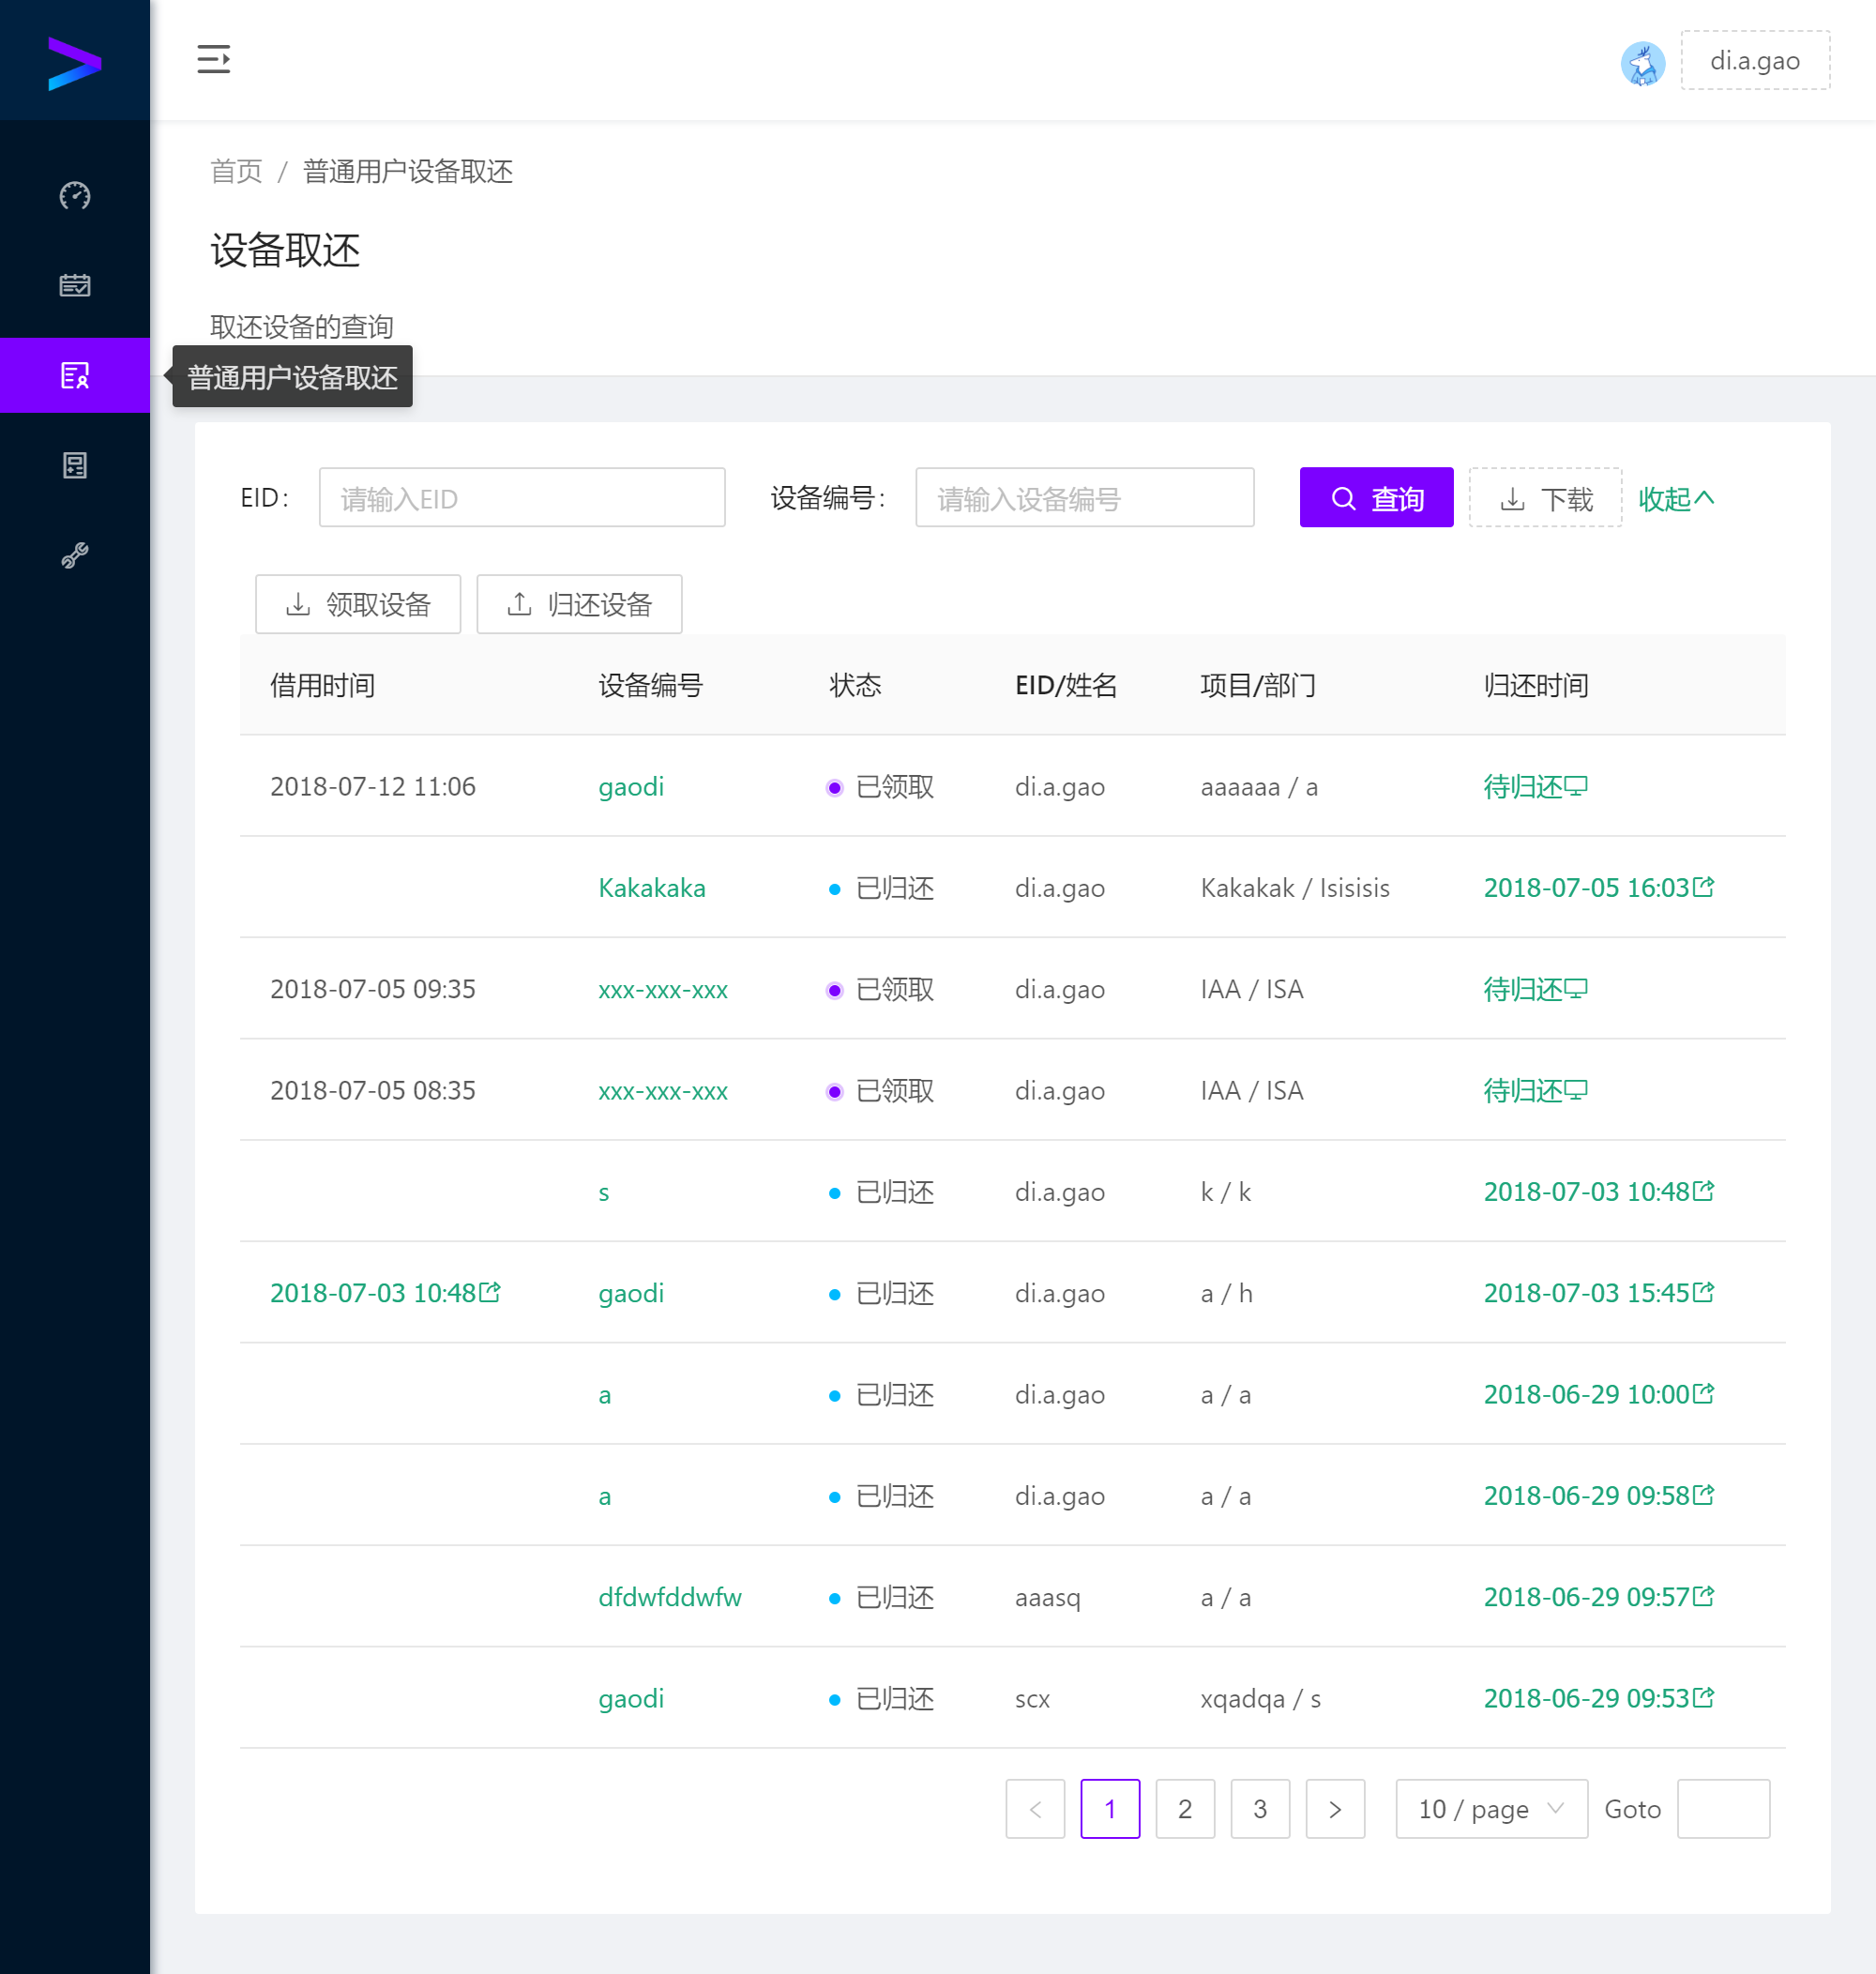 di.a.gao
首页 / 普通用户设备取还
设备取还
取还设备的查询
普通用户设备取还
EID: 请输入EID 设备编号: 请输入设备编号 查询 下载 收起
领取设备 归还设备
借用时间 设备编号 状态 EID/姓名 项目/部门 归还时间
2018-07-12 11:06 gaodi 已领取 di.a.gao aaaaaa / a 待归还
Kakakaka 已归还 di.a.gao Kakakak / Isisisis 2018-07-05 16:03
2018-07-05 09:35 xxx-xxx-xxx 已领取 di.a.gao IAA / ISA 待归还
2018-07-05 08:35 xxx-xxx-xxx 已领取 di.a.gao IAA / ISA 待归还
s 已归还 di.a.gao k / k 2018-07-03 10:48
2018-07-03 10:48 gaodi 已归还 di.a.gao a / h 2018-07-03 15:45
a 已归还 di.a.gao a / a 2018-06-29 10:00
a 已归还 di.a.gao a / a 2018-06-29 09:58
dfdwfddwfw 已归还 aaasq a / a 2018-06-29 09:57
gaodi 已归还 scx xqadqa / s 2018-06-29 09:53
< 1 2 3 > 10 / page Goto